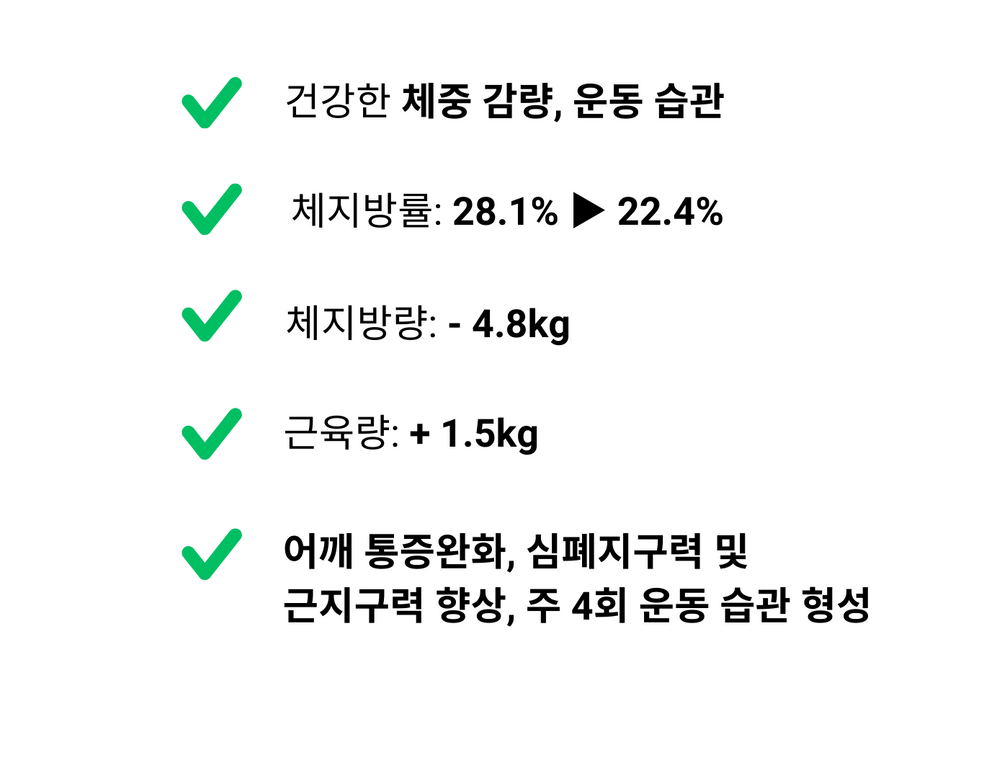 건강한 체중 감량, 운동 습관
체지방률: 28.1% ▶ 22.4%
체지방량: - 4.8kg
근육량: + 1.5kg
어깨 통증완화, 심폐지구력 및
근지구력 향상, 주 4회 운동 습관 형성